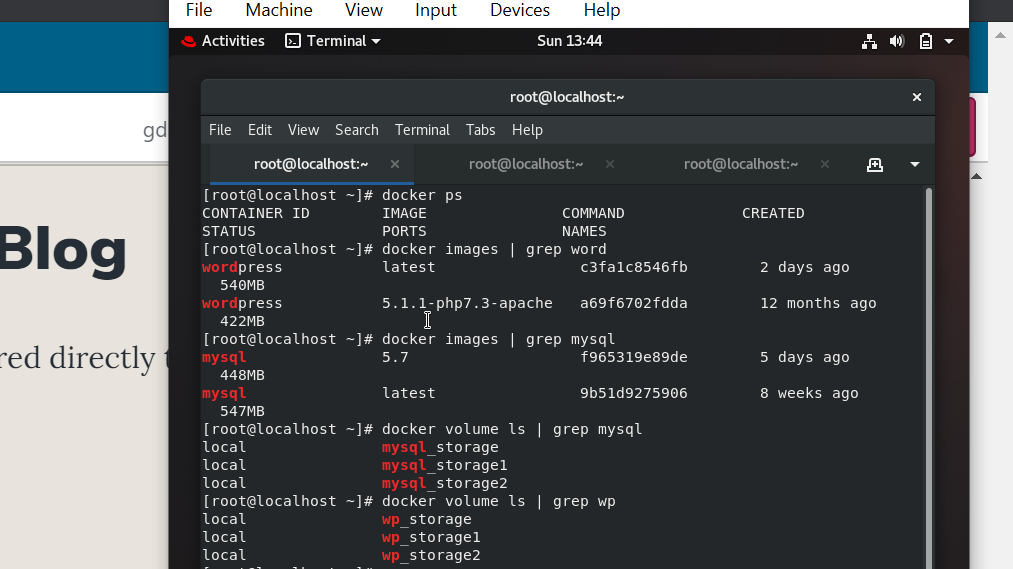 File Machine View Input Devices Help
Activities Terminal Sun 13:44
root@localhost:~
File Edit View Search Terminal Tabs Help
root@localhost:~ root@localhost:~ root@localhost:~
[root@localhost ~]# docker ps
CONTAINER ID        IMAGE               COMMAND             CREATED
STATUS              PORTS               NAMES
[root@localhost ~]# docker images | grep word
wordpress           latest                c3fa1c8546fb        2 days ago
  540MB
wordpress           5.1.1-php7.3-apache   a69f6702fdda        12 months ago
  422MB
[root@localhost ~]# docker images | grep mysql
mysql               5.7                   f965319e89de        5 days ago
  448MB
mysql               latest                9b51d9275906        8 weeks ago
  547MB
[root@localhost ~]# docker volume ls | grep mysql
local               mysql_storage
local               mysql_storage1
local               mysql_storage2
[root@localhost ~]# docker volume ls | grep wp
local               wp_storage
local               wp_storage1
local               wp_storage2
gd
Blog
red directly